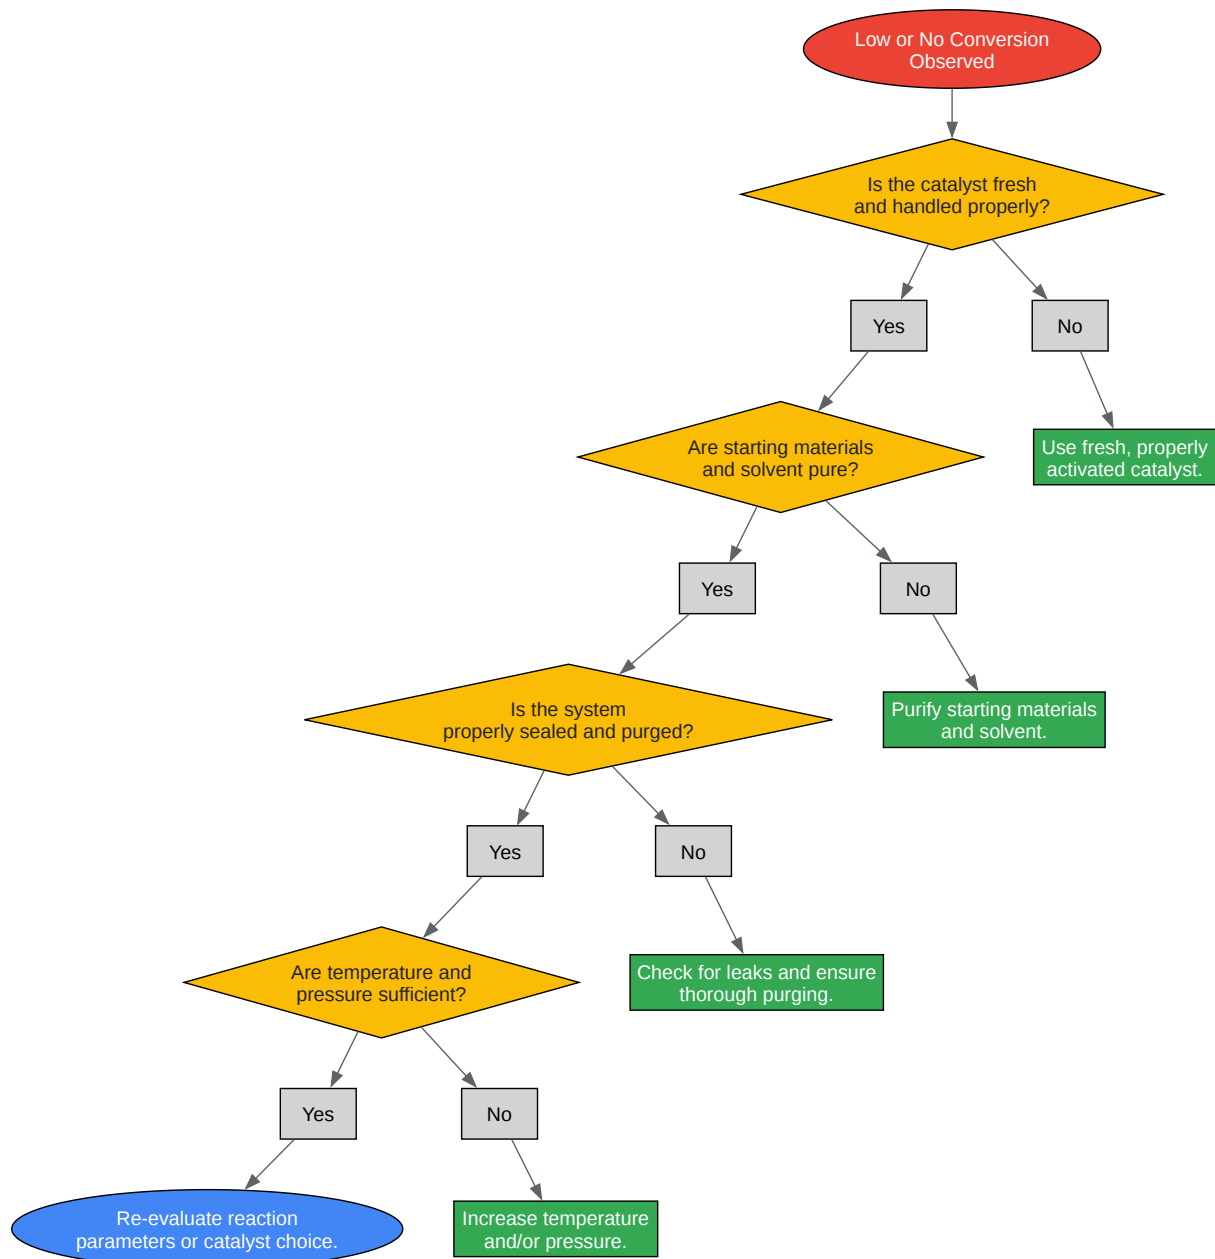 Low or No Conversion
Observed
Is the catalyst fresh
and handled properly?
Yes
No
Are starting materials
and solvent pure?
Use fresh, properly
activated catalyst.
Yes
No
Is the system
properly sealed and purged?
Purify starting materials
and solvent.
Yes
No
Are temperature and
pressure sufficient?
Check for leaks and ensure
thorough purging.
Yes
No
Re-evaluate reaction
parameters or catalyst choice.
Increase temperature
and/or pressure.